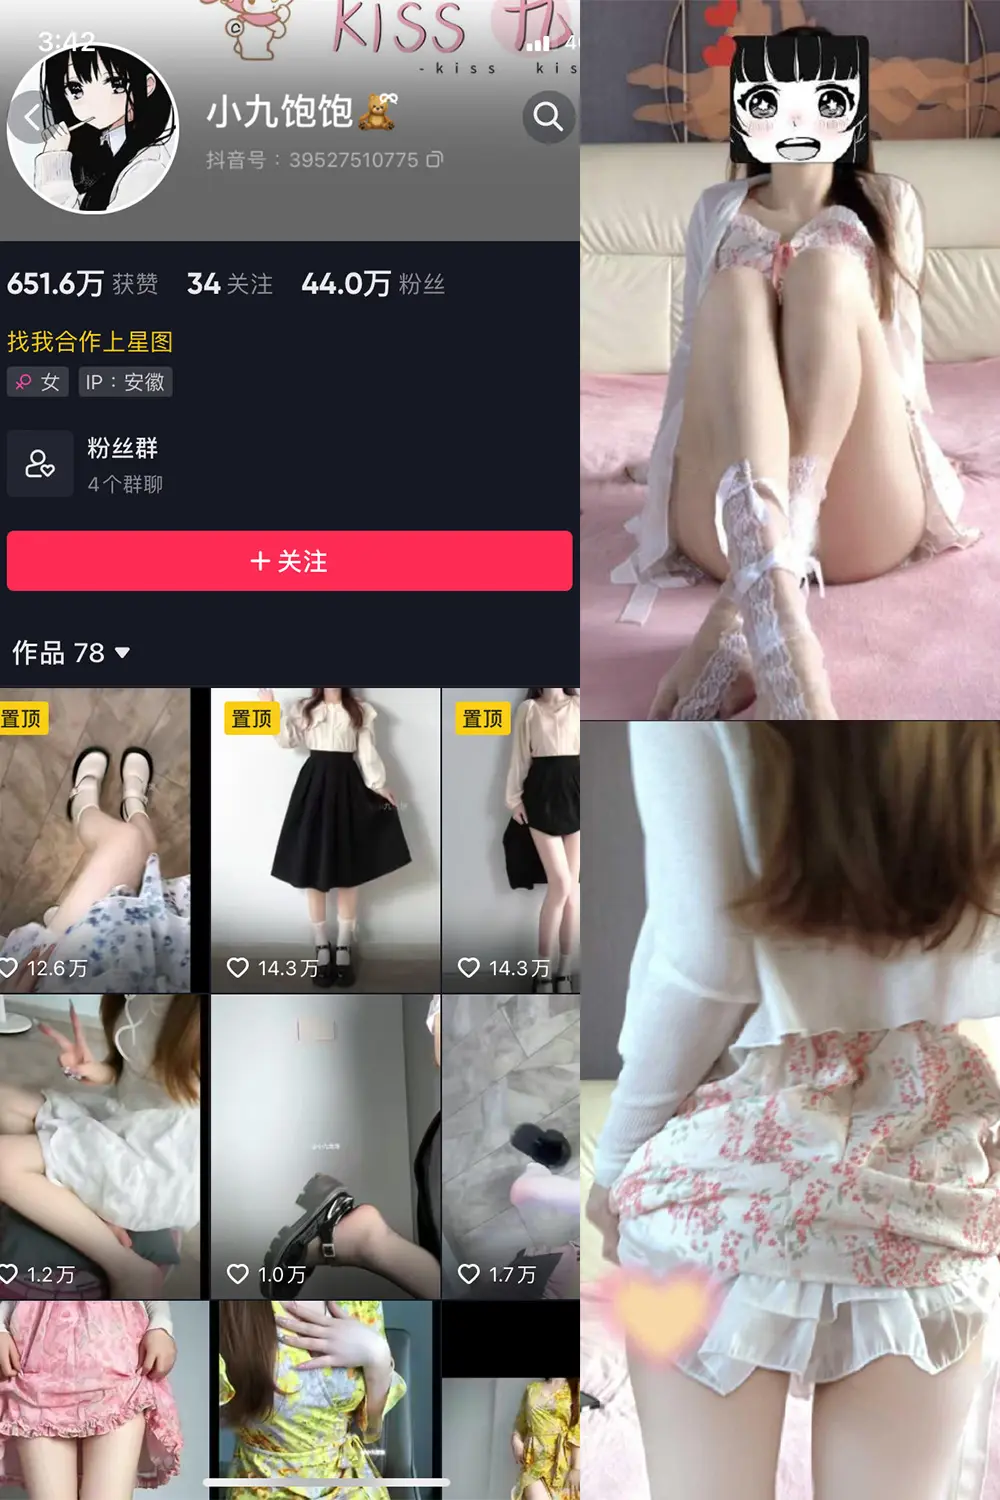 KISS 九
3:42
4
-kiss kis
小九饱饱
抖音号：39527510775
651.6万 获赞 34 关注 44.0万 粉丝
找我合作上星图
女 IP：安徽
粉丝群
4个群聊
+ 关注
作品 78
置顶 置顶 置顶
12.6万 14.3万 14.3万
1.2万 1.0万 1.7万